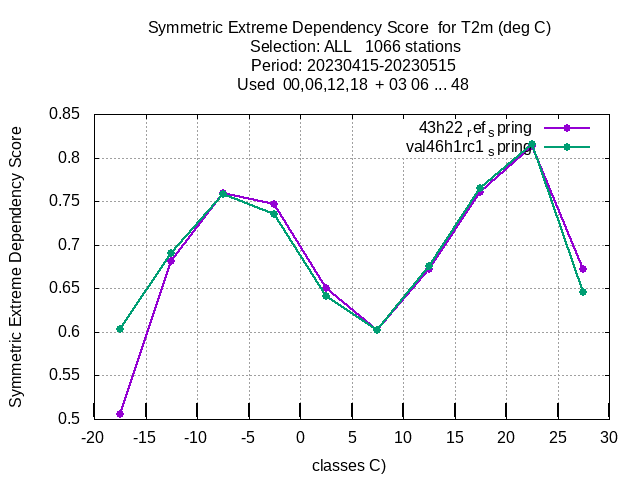 Symmetric Extreme Dependency Score  for T2m (deg C)
Selection: ALL   1066 stations
Period: 20230415-20230515
Used  00,06,12,18  + 03 06 ... 48
Symmetric Extreme Dependency Score
0.85
0.8
0.75
0.7
0.65
0.6
0.55
0.5
43h22 ref spring
val46h1rc1 spring
-20 -15 -10 -5 0 5 10 15 20 25 30
classes C)